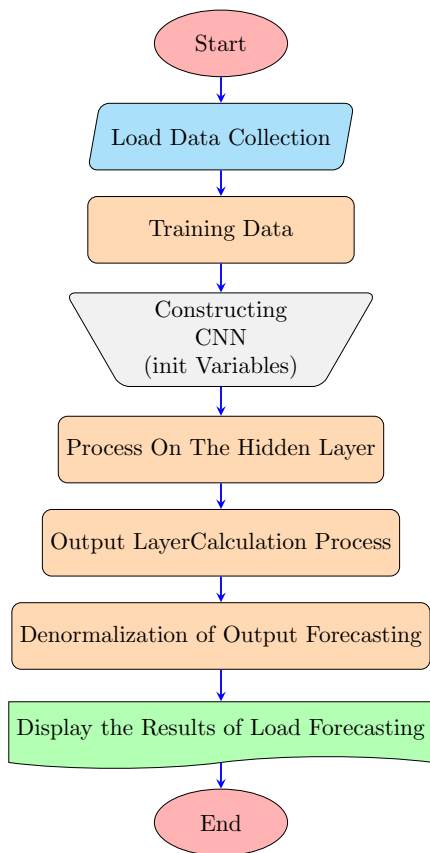 Start
Load Data Collection
Training Data
Constructing
CNN
(init Variables)
Process On The Hidden Layer
Output LayerCalculation Process
Denormalization of Output Forecasting
Display the Results of Load Forecasting
End